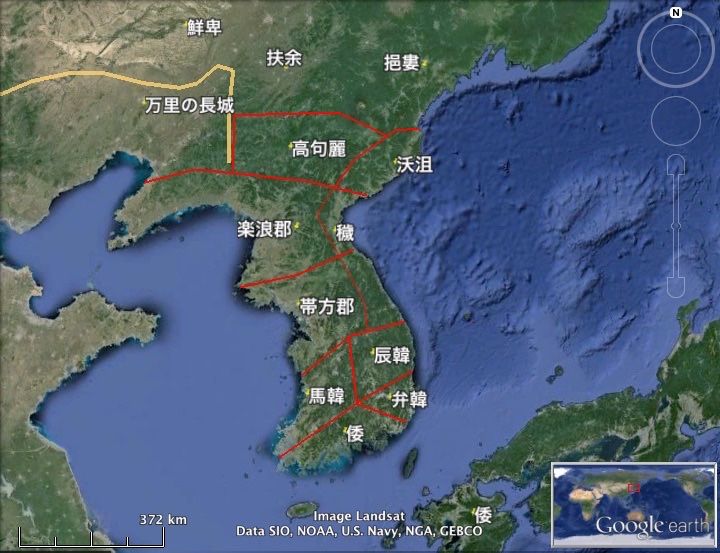 N
鮮卑
扶余
挹婁
万里の長城
高句麗
沃沮
楽浪郡
穢
帯方郡
辰韓
馬韓
弁韓
倭
倭
372 km
Image Landsat
Data SIO, NOAA, U.S. Navy, NGA, GEBCO
Google earth